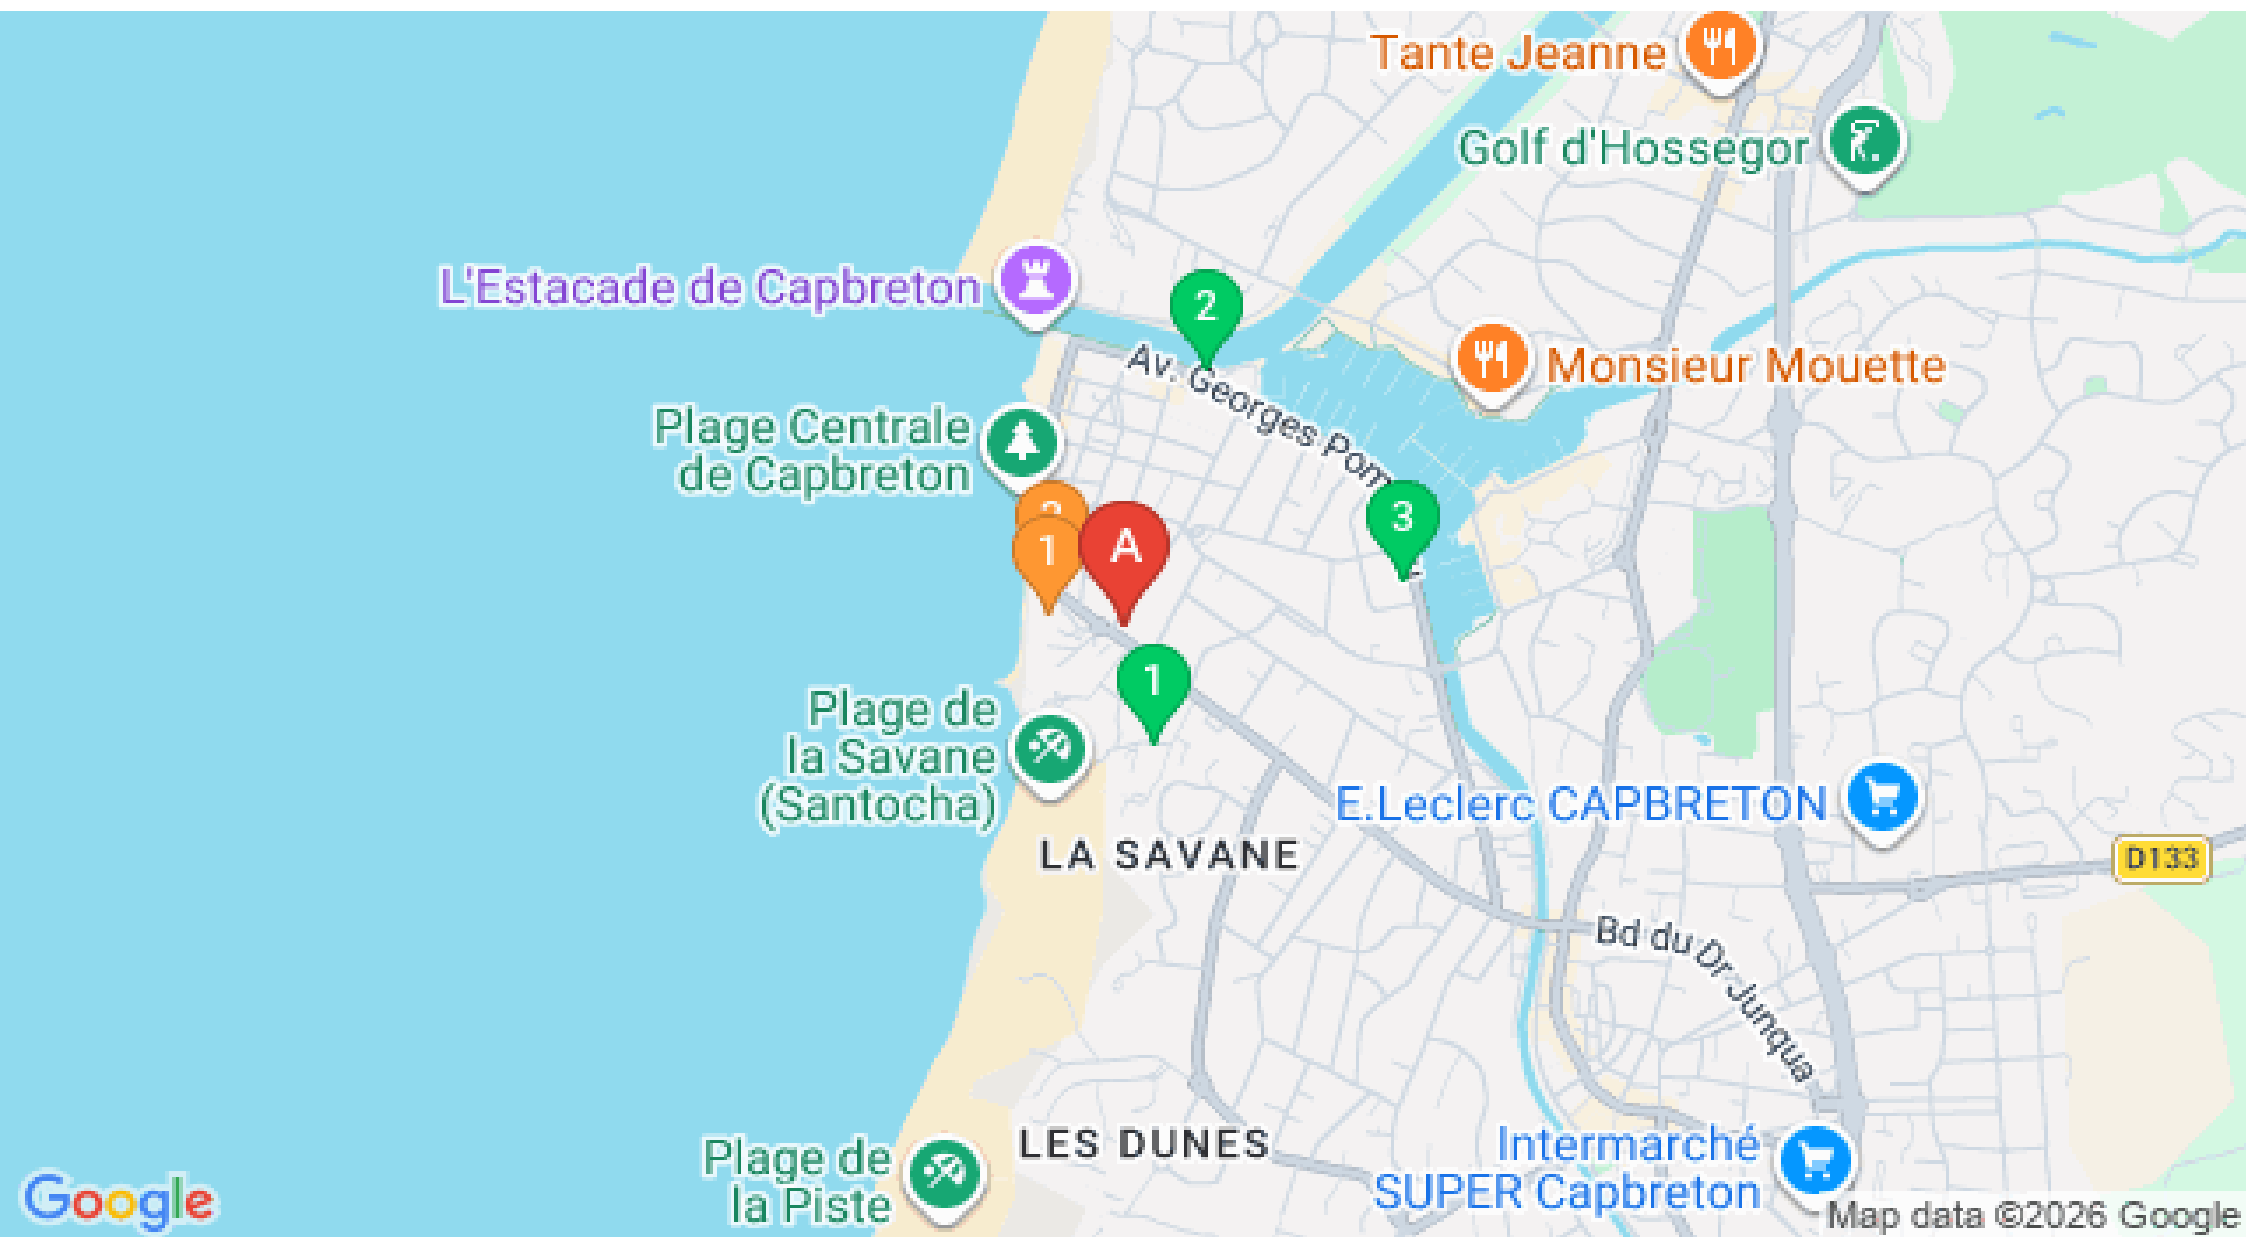 Tante Jeanne
Golf d'Hossegor
L'Estacade de Capbreton
2
Av. Georges Pom
Monsieur Mouette
Plage Centrale
de Capbreton
3
1
A
1
Plage de
la Savane
(Santocha)
E.Leclerc CAPBRETON
LA SAVANE
D133
Bd du Dr Junqua
LES DUNES
Plage de
la Piste
Intermarché
SUPER Capbreton
Google
Map data ©2026 Google